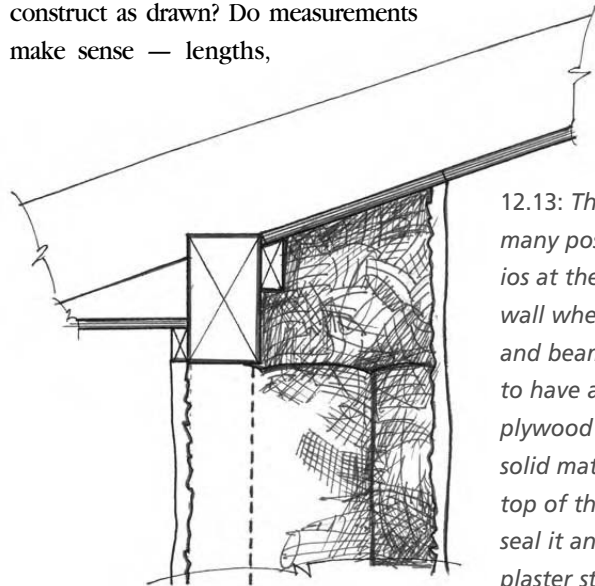 construct as drawn? Do measurements
make sense — lengths,
12.13: Th
many pos
ios at the
wall whe
and beam
to have a
plywood
solid mat
top of th
seal it an
plaster st